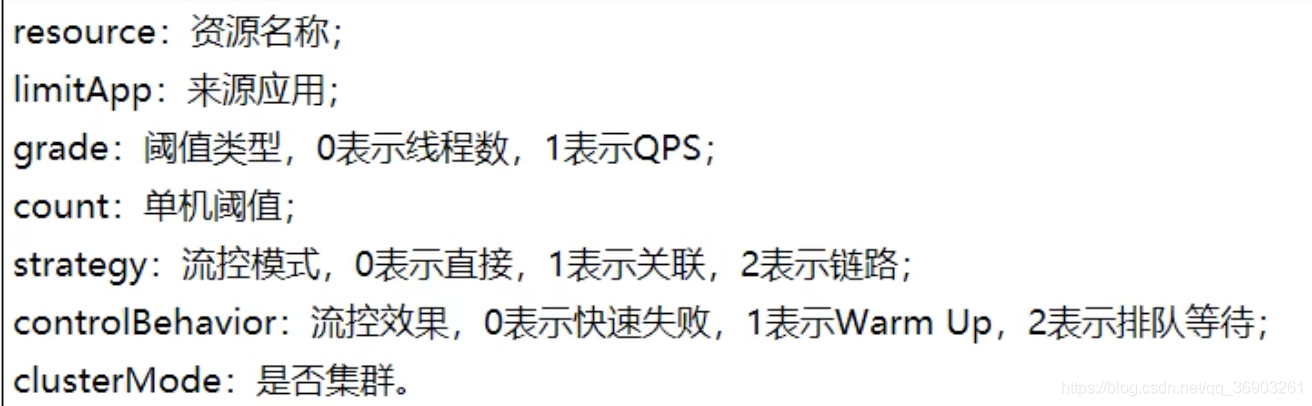 resource：资源名称；
limitApp：来源应用；
grade：阈值类型，0表示线程数，1表示QPS；
count：单机阈值；
strategy：流控模式，0表示直接，1表示关联，2表示链路；
controlBehavior：流控效果，0表示快速失败，1表示Warm Up，2表示排队等待；
clusterMode：是否集群。
https://blog.csdn.net/qq_36903261